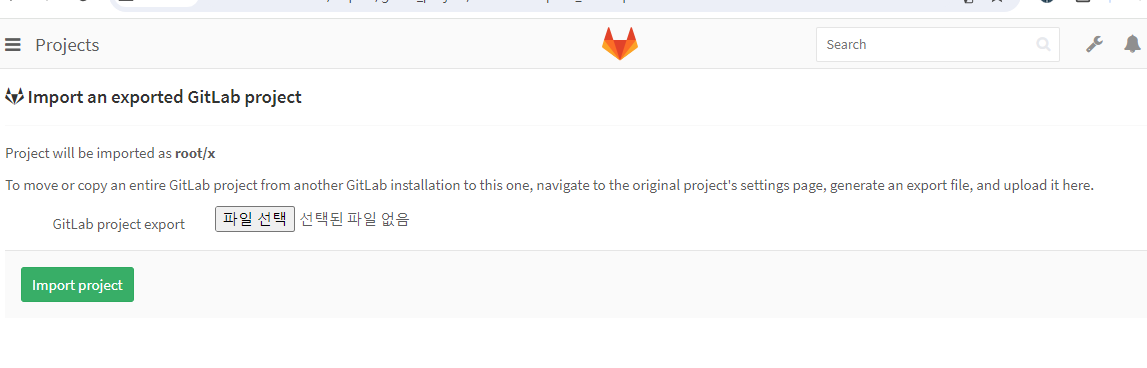 Projects
Search
Import an exported GitLab project
Project will be imported as root/x
To move or copy an entire GitLab project from another GitLab installation to this one, navigate to the original project's settings page, generate an export file, and upload it here.
GitLab project export 파일 선택 선택된 파일 없음
Import project